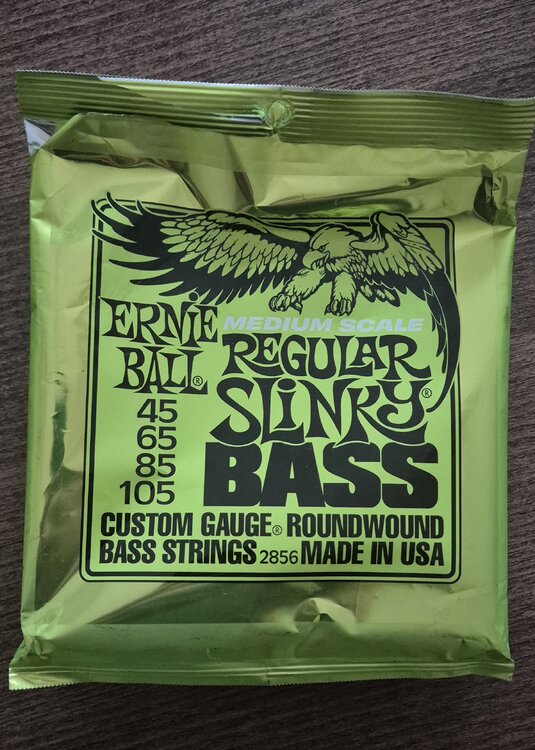 MEDIUM SCALE
ERNIE BALL®
REGULAR SLINKY® BASS
45
65
85
105
CUSTOM GAUGE® ROUNDWOUND
BASS STRINGS 2856 MADE IN USA